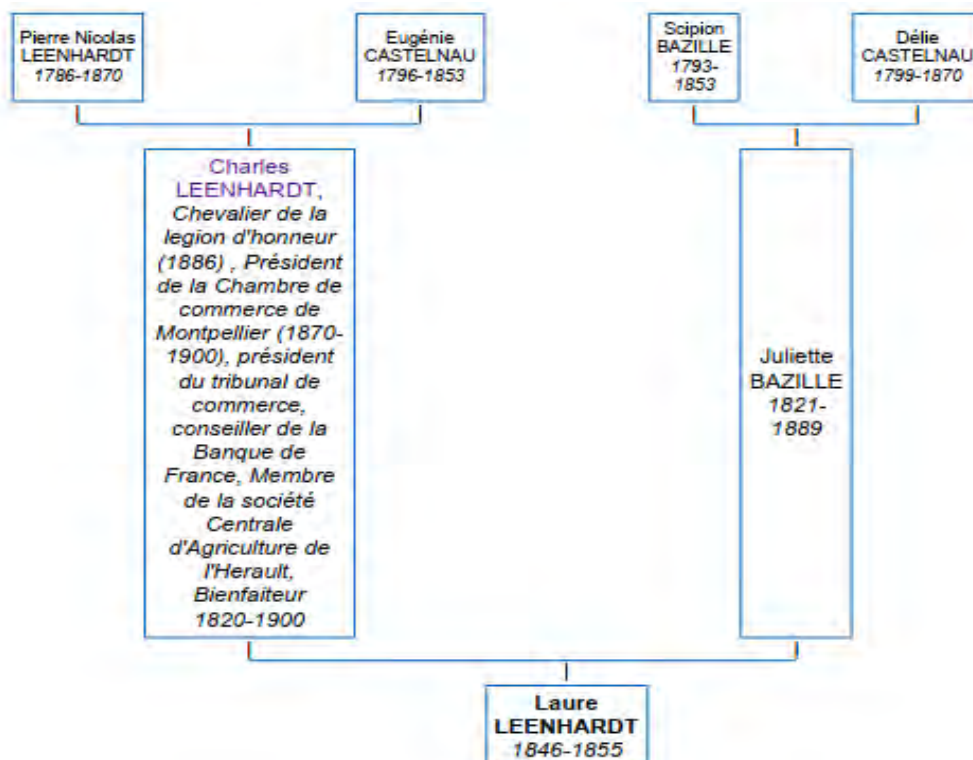 Pierre Nicolas
LEENHARDT
1786-1870
Eugénie
CASTELNAU
1796-1853
Scipion
BAZILLE
1793-
1853
Délie
CASTELNAU
1799-1870
Charles
LEENHARDT,
Chevalier de la
legion d'honneur
(1886) , Président
de la Chambre de
commerce de
Montpellier (1870-
1900), président
du tribunal de
commerce,
conseiller de la
Banque de
France, Membre
de la société
Centrale
d'Agriculture de
l'Herault,
Bienfaiteur
1820-1900
Juliette
BAZILLE
1821-
1889
Laure
LEENHARDT
1846-1855